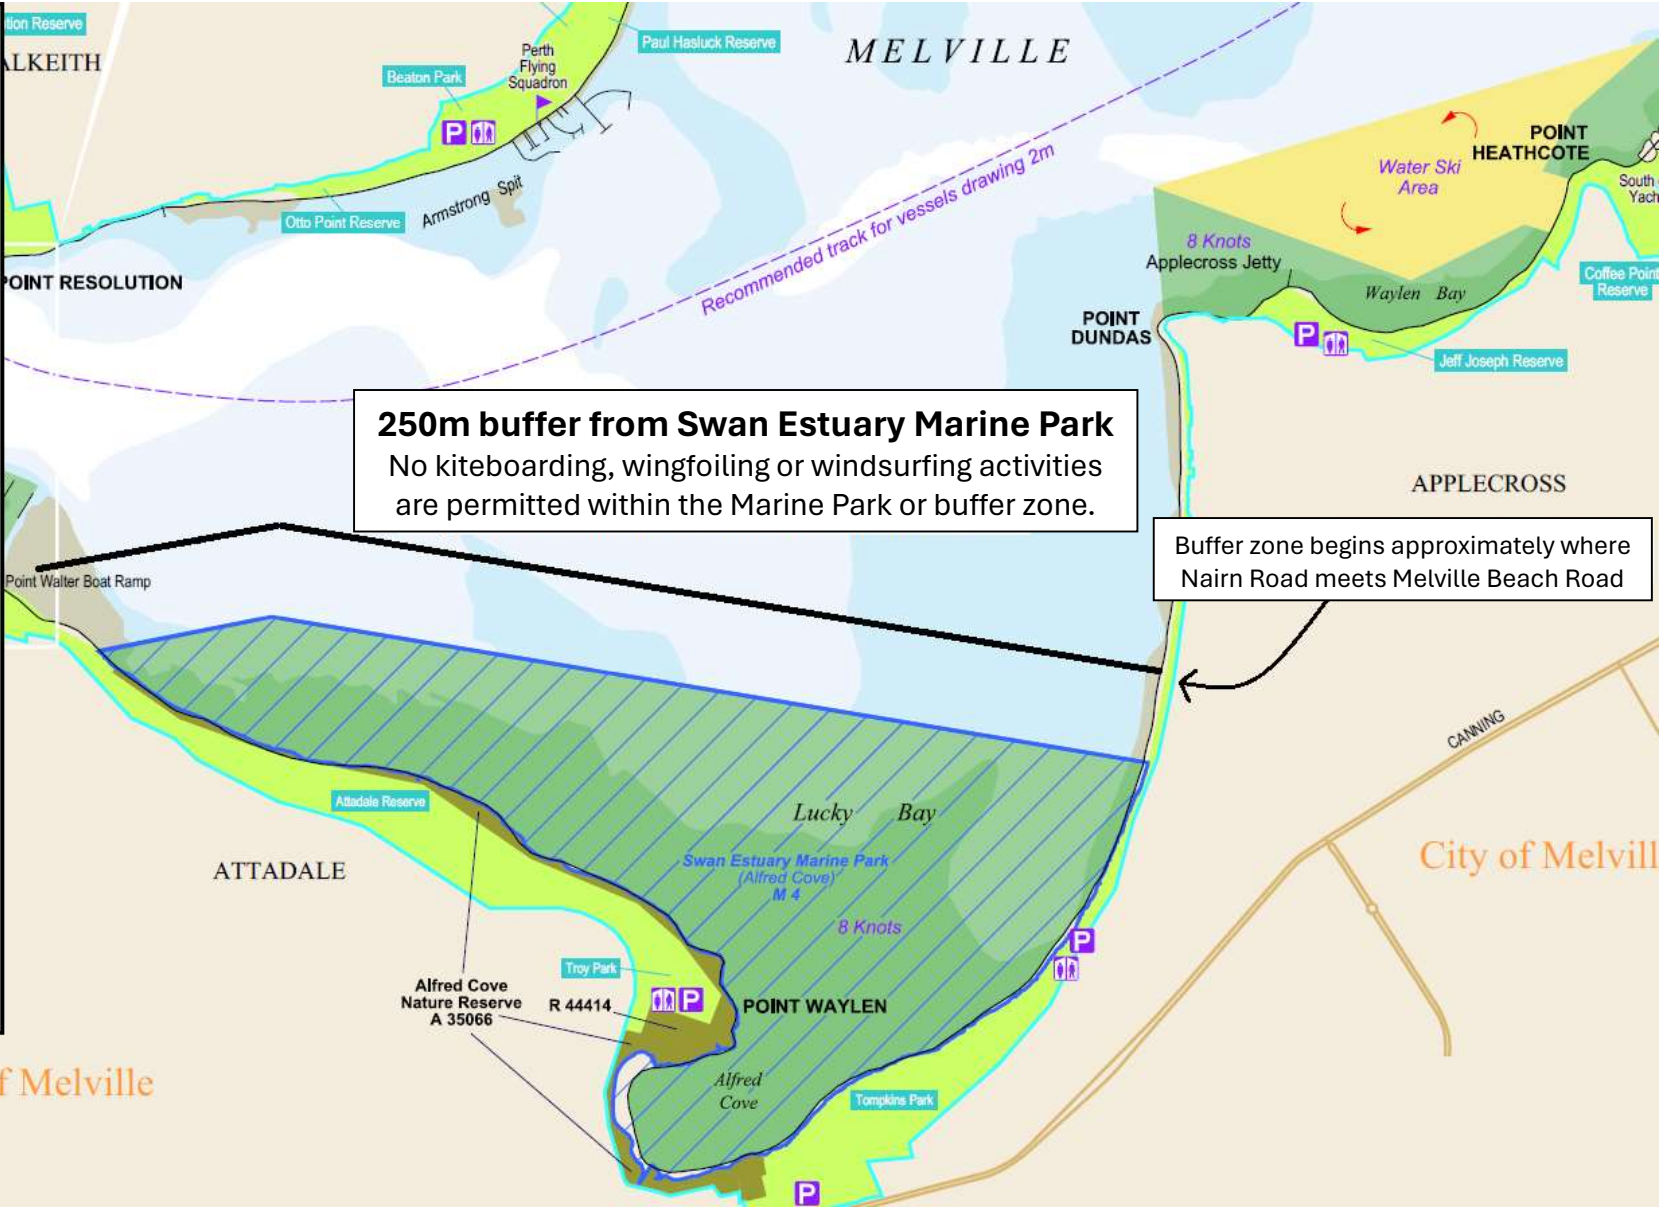 tion Reserve
ALKEITH
Perth
Flying
Squadron
Paul Hasluck Reserve
MELVILLE
Beaton Park
P
Otto Point Reserve
Armstrong Spit
POINT RESOLUTION
Recommended track for vessels drawing 2m
POINT
HEATHCOTE
Water Ski
Area
South
Yach
8 Knots
Applecross Jetty
Waylen Bay
Coffee Point
Reserve
POINT
DUNDAS
P
Jeff Joseph Reserve
250m buffer from Swan Estuary Marine Park
No kiteboarding, wingfoiling or windsurfing activities
are permitted within the Marine Park or buffer zone.
APPLECROSS
Buffer zone begins approximately where
Nairn Road meets Melville Beach Road
Point Walter Boat Ramp
CANNING
Attadale Reserve
Lucky Bay
ATTADALE
Swan Estuary Marine Park
(Alfred Cove)
M 4
City of Melvill
8 Knots
P
Troy Park
Alfred Cove
Nature Reserve
A 35066
R 44414
P
POINT WAYLEN
f Melville
Alfred
Cove
Tompkins Park
P